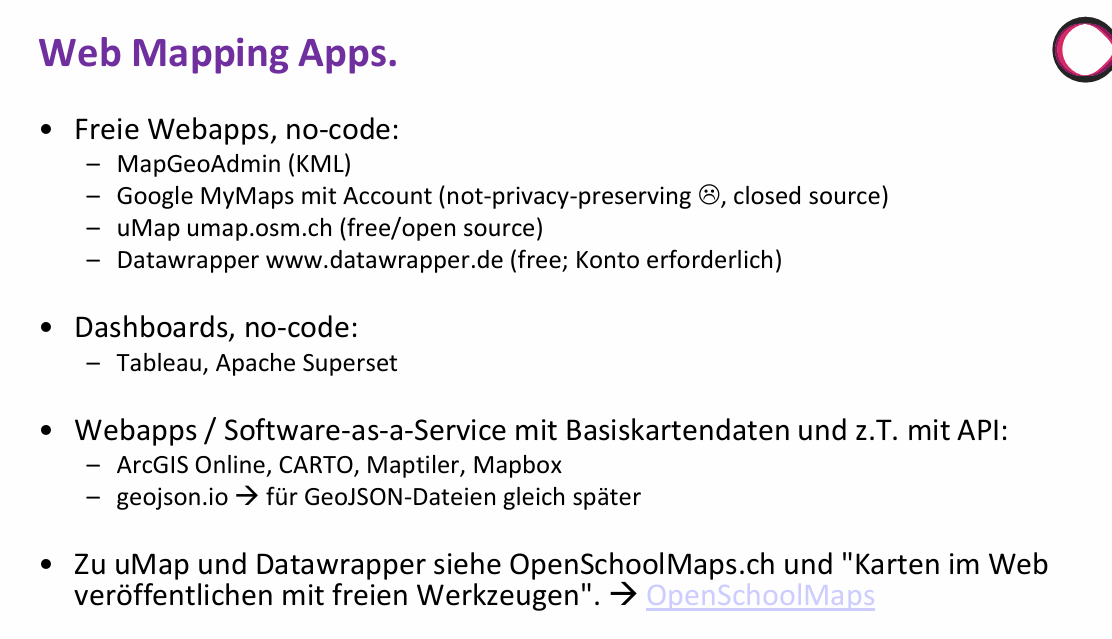 Web Mapping Apps.
• Freie Webapps, no-code:
– MapGeoAdmin (KML)
– Google MyMaps mit Account (not-privacy-preserving ☹, closed source)
– uMap umap.osm.ch (free/open source)
– Datawrapper www.datawrapper.de (free; Konto erforderlich)
• Dashboards, no-code:
– Tableau, Apache Superset
• Webapps / Software-as-a-Service mit Basiskartendaten und z.T. mit API:
– ArcGIS Online, CARTO, Maptiler, Mapbox
– geojson.io → für GeoJSON-Dateien gleich später
• Zu uMap und Datawrapper siehe OpenSchoolMaps.ch und "Karten im Web
veröffentlichen mit freien Werkzeugen". → OpenSchoolMaps